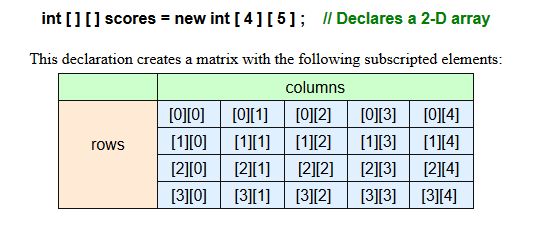 int [ ] [ ] scores = new int [ 4 ] [ 5 ] ;   // Declares a 2-D array
This declaration creates a matrix with the following subscripted elements:
columns
[0][0] [0][1] [0][2] [0][3] [0][4]
rows [1][0] [1][1] [1][2] [1][3] [1][4]
[2][0] [2][1] [2][2] [2][3] [2][4]
[3][0] [3][1] [3][2] [3][3] [3][4]